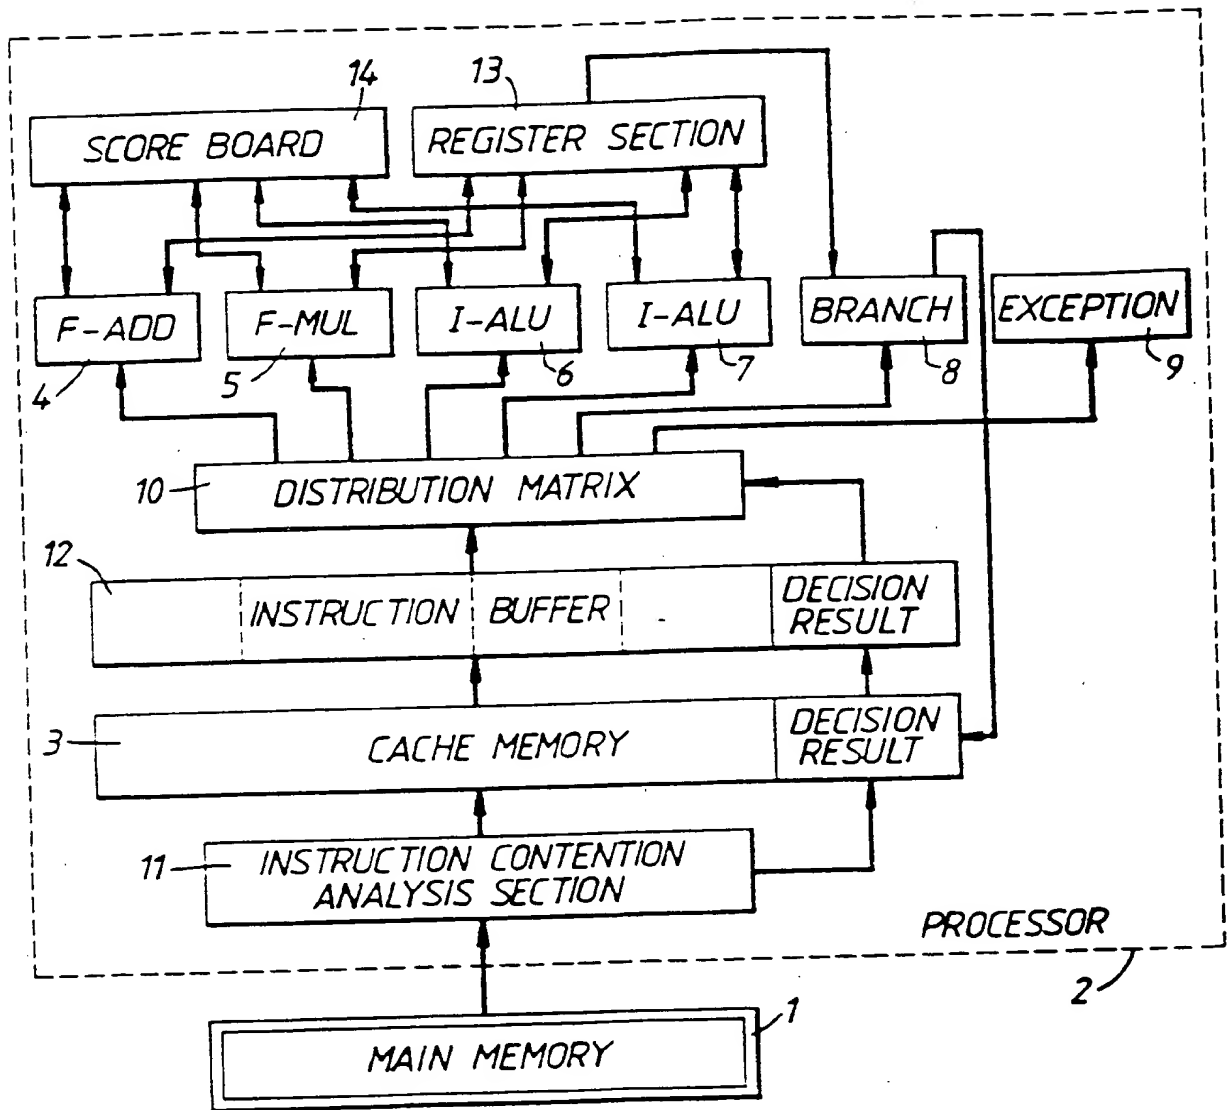 14
13
SCORE BOARD
REGISTER SECTION
F-ADD
F-MUL
I-ALU
I-ALU
BRANCH
EXCEPTION
4
5
6
7
8
9
10
DISTRIBUTION MATRIX
12
INSTRUCTION BUFFER
DECISION
RESULT
3
CACHE MEMORY
DECISION
RESULT
11
INSTRUCTION CONTENTION
ANALYSIS SECTION
PROCESSOR
2
1
MAIN MEMORY